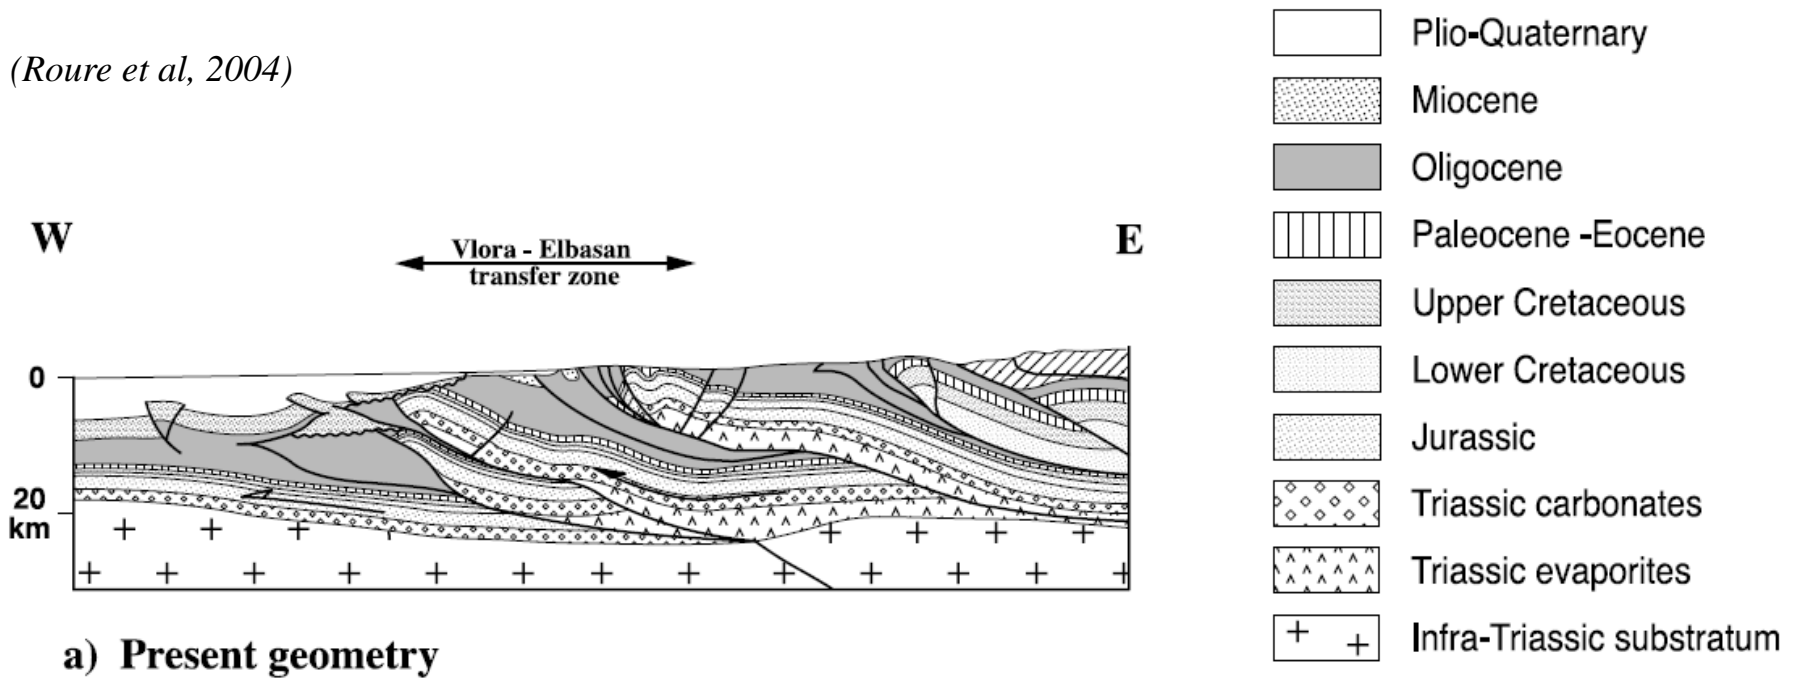 (Roure et al, 2004)
W
Vlora - Elbasan
transfer zone
E
0
20
km
a) Present geometry
Plio-Quaternary
Miocene
Oligocene
Paleocene -Eocene
Upper Cretaceous
Lower Cretaceous
Jurassic
Triassic carbonates
Triassic evaporites
Infra-Triassic substratum